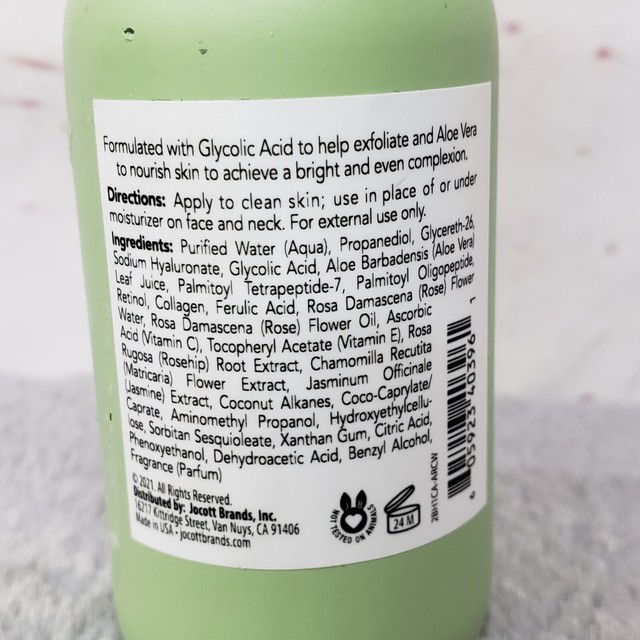 Formulated with Glycolic Acid to help exfoliate and Aloe Vera
to nourish skin to achieve a bright and even complexion.
Directions: Apply to clean skin; use in place of or under
moisturizer on face and neck. For external use only.
Ingredients: Purified Water (Aqua), Propanediol, Glycereth-26,
Sodium Hyaluronate, Glycolic Acid, Aloe Barbadensis (Aloe Vera)
Leaf Juice, Palmitoyl Tetrapeptide-7, Palmitoyl Oligopeptide,
Retinol, Collagen, Ferulic Acid, Rosa Damascena (Rose) Flower
Water, Rosa Damascena (Rose) Flower Oil, Ascorbic
Acid (Vitamin C), Tocopheryl Acetate (Vitamin E), Rosa
Rugosa (Rosehip) Root Extract, Chamomilla Recutita
(Matricaria) Flower Extract, Jasminum Officinale
(Jasmine) Extract, Coconut Alkanes, Coco-Caprylate/
Caprate, Aminomethyl Propanol, Hydroxyethylcellu-
lose, Sorbitan Sesquioleate, Xanthan Gum, Citric Acid,
Phenoxyethanol, Dehydroacetic Acid, Benzyl Alcohol,
Fragrance (Parfum)
© 2021. All Rights Reserved.
Distributed by: Jocott Brands, Inc.
16217 Kittridge Street, Van Nuys, CA 91406
Made in USA • jocottbrands.com
NOT TESTED ON ANIMALS
24 M
2BH1CA-ARCW
6 05923 40396 1